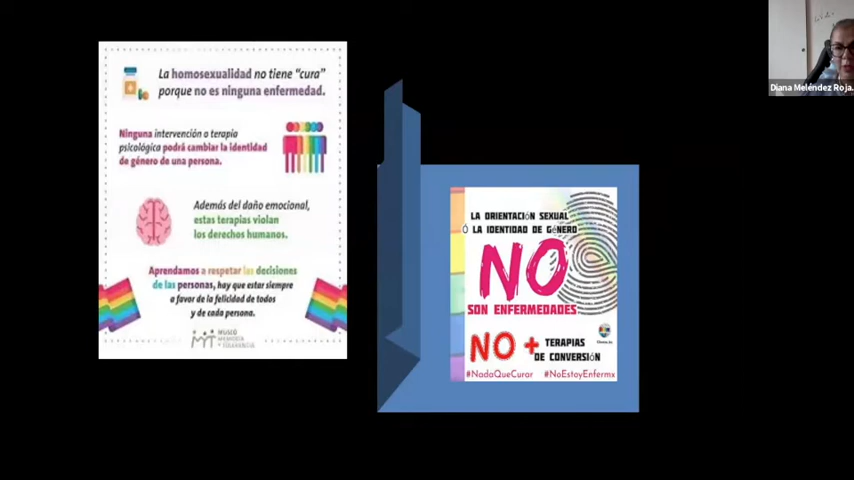 La homosexualidad no tiene "cura"
porque no es ninguna enfermedad.
Ninguna intervención o terapia
psicológica podrá cambiar la identidad
de género de una persona.
Además del daño emocional,
estas terapias violan
los derechos humanos.
Aprendamos a respetar las decisiones
de las personas, hay que estar siempre
a favor de la felicidad de todos
y de cada persona.
MUSEO
MEMORIA
Y TOLERANCIA
LA ORIENTACIÓN SEXUAL
Ó LA IDENTIDAD DE GÉNERO
NO
SON ENFERMEDADES
NO + TERAPIAS
DE CONVERSIÓN
#NadaQueCurar #NoEstoyEnfermx
Diana Meléndez Roja.